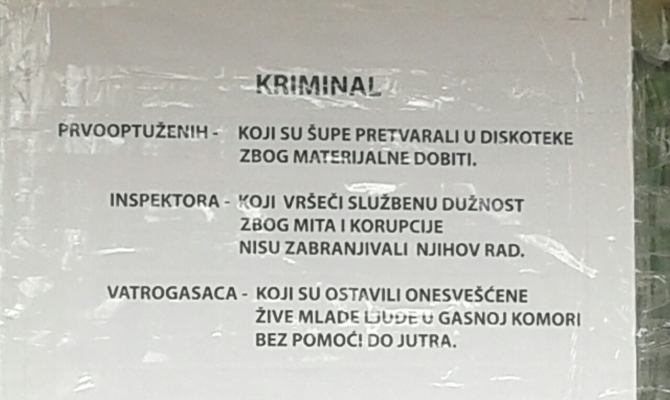 KRIMINAL
PRVOOPTUŽENIH - KOJI SU ŠUPE PRETVARALI U DISKOTEKE
ZBOG MATERIJALNE DOBITI.
INSPEKTORA - KOJI VRŠEĆI SLUŽBENU DUŽNOST
ZBOG MITA I KORUPCIJE
NISU ZABRANJIVALI NJIHOV RAD.
VATROGASACA - KOJI SU OSTAVILI ONESVEŠĆENE
ŽIVE MLADE LJUDE U GASNOJ KOMORI
BEZ POMOĆI DO JUTRA.